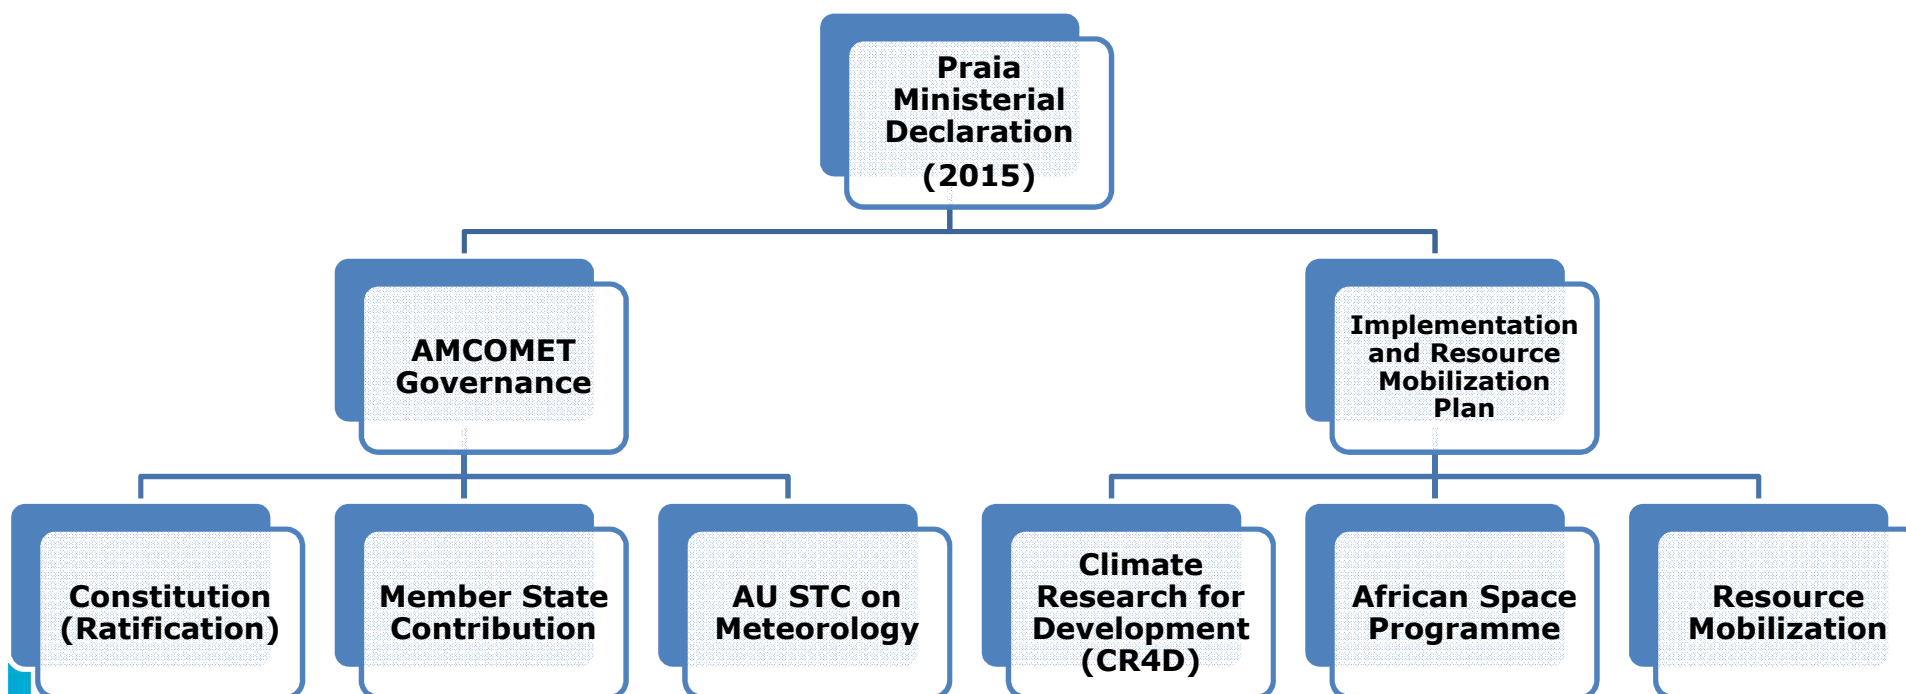 Praia
Ministerial
Declaration
(2015)
AMCOMET
Governance
Implementation
and Resource
Mobilization
Plan
Constitution
(Ratification)
Member State
Contribution
AU STC on
Meteorology
Climate
Research for
Development
(CR4D)
African Space
Programme
Resource
Mobilization